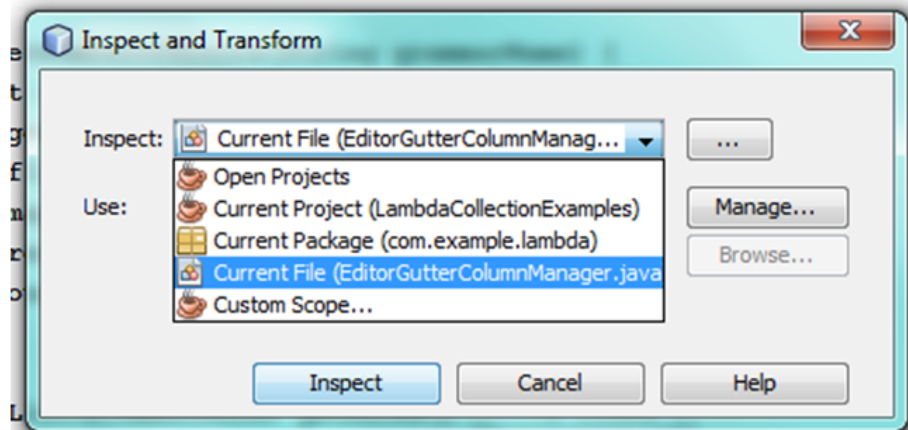 Inspect and Transform
Inspect: Current File (EditorGutterColumnManag... ...
Open Projects
Use: Current Project (LambdaCollectionExamples) Manage...
Current Package (com.example.lambda)
Current File (EditorGutterColumnManager.java Browse...
Custom Scope...
Inspect Cancel Help